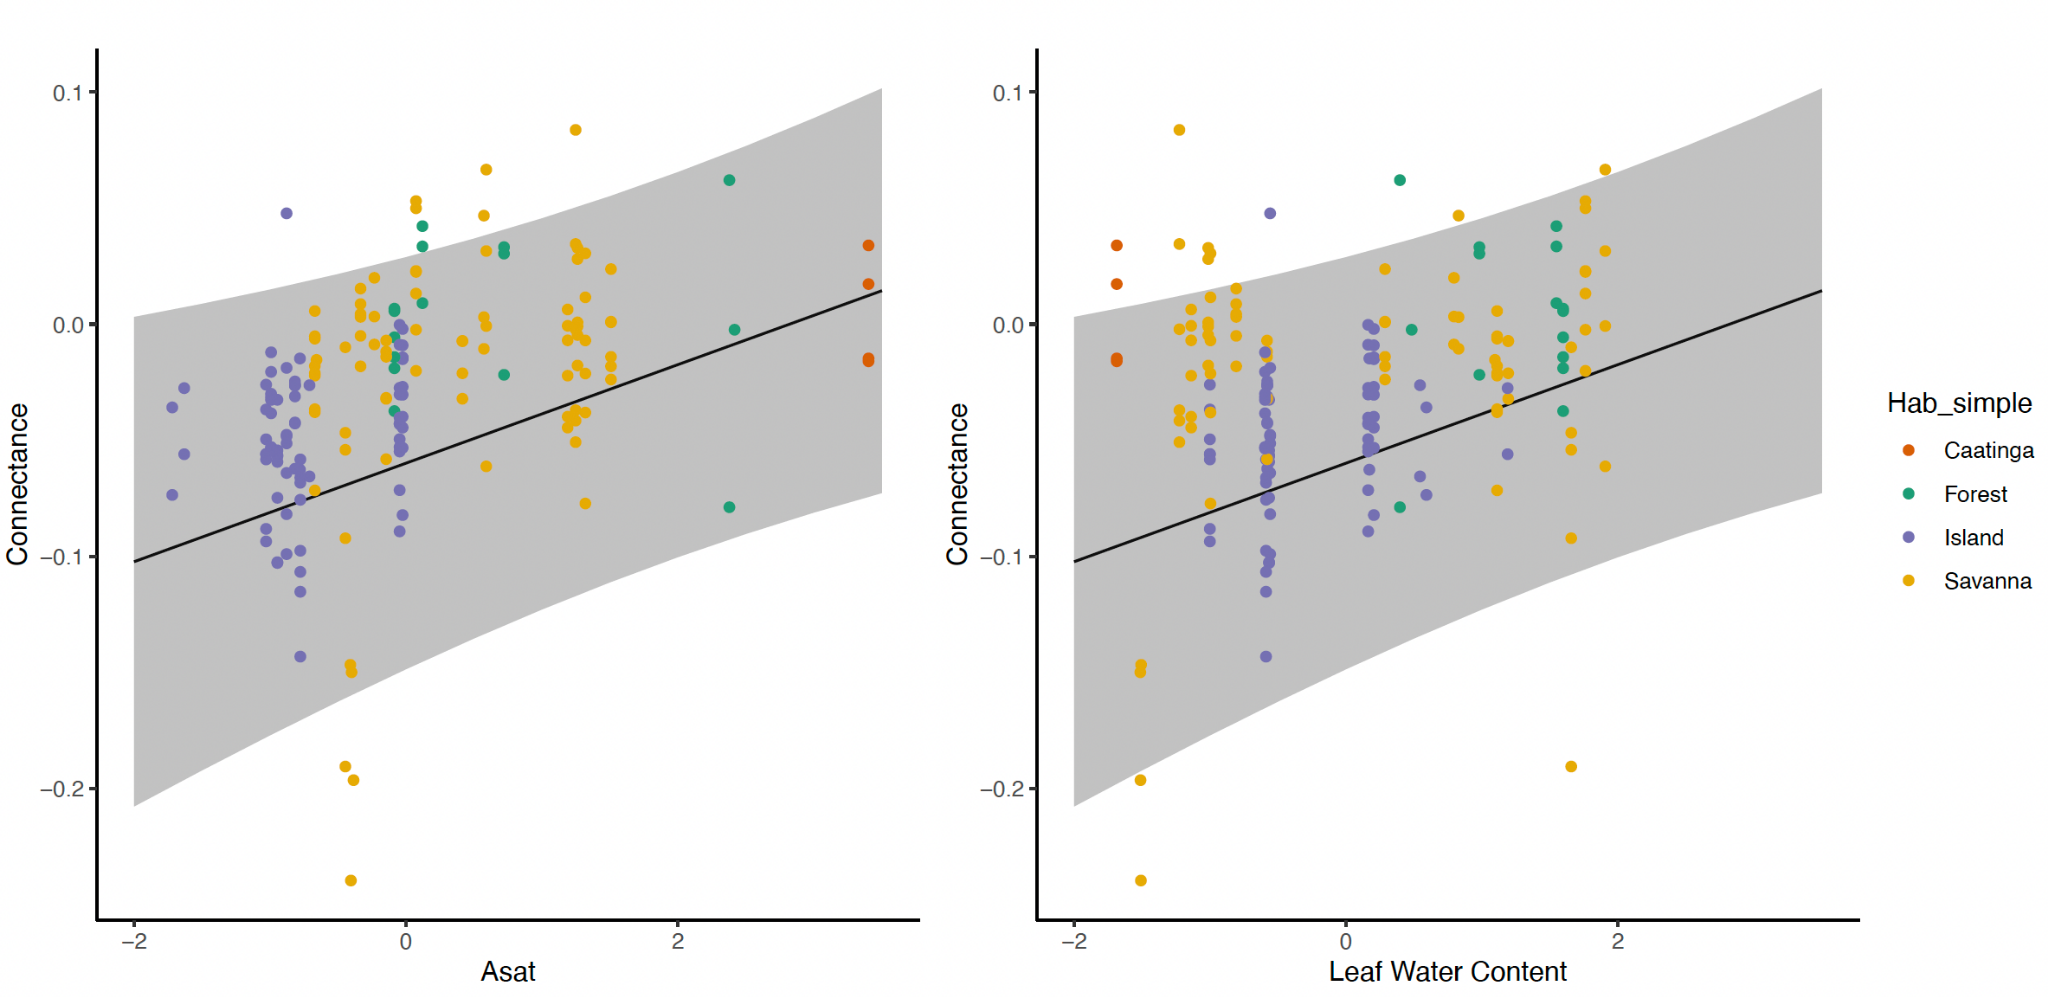 0.1
0.0
−0.1
−0.2
Connectance
−2
0
2
Asat
0.1
0.0
−0.1
−0.2
Connectance
−2
0
2
Leaf Water Content
Hab_simple
Caatinga
Forest
Island
Savanna